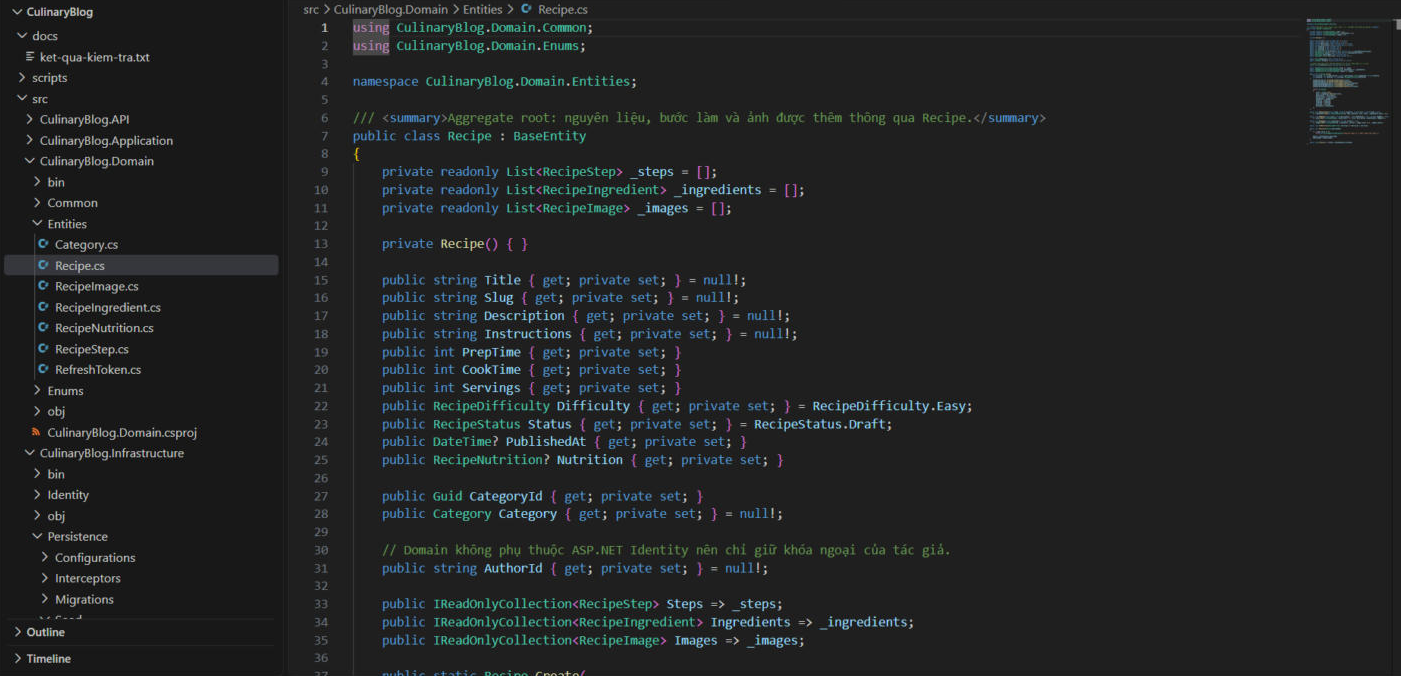 CulinaryBlog
docs
ket-qua-kiem-tra.txt
scripts
src
CulinaryBlog.API
CulinaryBlog.Application
CulinaryBlog.Domain
bin
Common
Entities
Category.cs
Recipe.cs
RecipeImage.cs
RecipeIngredient.cs
RecipeNutrition.cs
RecipeStep.cs
RefreshToken.cs
Enums
obj
CulinaryBlog.Domain.csproj
CulinaryBlog.Infrastructure
bin
Identity
obj
Persistence
Configurations
Interceptors
Migrations
Outline
Timeline
src > CulinaryBlog.Domain > Entities > Recipe.cs
1 using CulinaryBlog.Domain.Common;
2 using CulinaryBlog.Domain.Enums;
3
4 namespace CulinaryBlog.Domain.Entities;
5
6 /// <summary>Aggregate root: nguyên liệu, bước làm và ảnh được thêm thông qua Recipe.</summary>
7 public class Recipe : BaseEntity
8 {
9 private readonly List<RecipeStep> _steps = [];
10 private readonly List<RecipeIngredient> _ingredients = [];
11 private readonly List<RecipeImage> _images = [];
12
13 private Recipe() { }
14
15 public string Title { get; private set; } = null!;
16 public string Slug { get; private set; } = null!;
17 public string Description { get; private set; } = null!;
18 public string Instructions { get; private set; } = null!;
19 public int PrepTime { get; private set; }
20 public int CookTime { get; private set; }
21 public int Servings { get; private set; }
22 public RecipeDifficulty Difficulty { get; private set; } = RecipeDifficulty.Easy;
23 public RecipeStatus Status { get; private set; } = RecipeStatus.Draft;
24 public DateTime? PublishedAt { get; private set; }
25 public RecipeNutrition? Nutrition { get; private set; }
26
27 public Guid CategoryId { get; private set; }
28 public Category Category { get; private set; } = null!;
29
30 // Domain không phụ thuộc ASP.NET Identity nên chỉ giữ khóa ngoại của tác giả.
31 public string AuthorId { get; private set; } = null!;
32
33 public IReadOnlyCollection<RecipeStep> Steps => _steps;
34 public IReadOnlyCollection<RecipeIngredient> Ingredients => _ingredients;
35 public IReadOnlyCollection<RecipeImage> Images => _images;
36
37 public static Recipe Create(